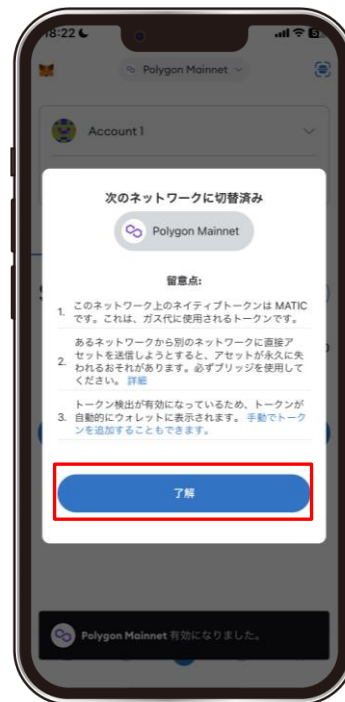 18:22
Polygon Mainnet
Account 1
次のネットワークに切替済み
Polygon Mainnet
留意点:
1. このネットワーク上のネイティブトークンは MATIC
です。これは、ガス代に使用されるトークンです。
2. あるネットワークから別のネットワークに直接ア
セットを送信しようとすると、アセットが永久に失
われるおそれがあります。必ずブリッジを使用して
ください。 詳細
3. トークン検出が有効になっているため、トークンが
自動的にウォレットに表示されます。 手動でトーク
ンを追加することもできます。
了解
Polygon Mainnet 有効になりました。